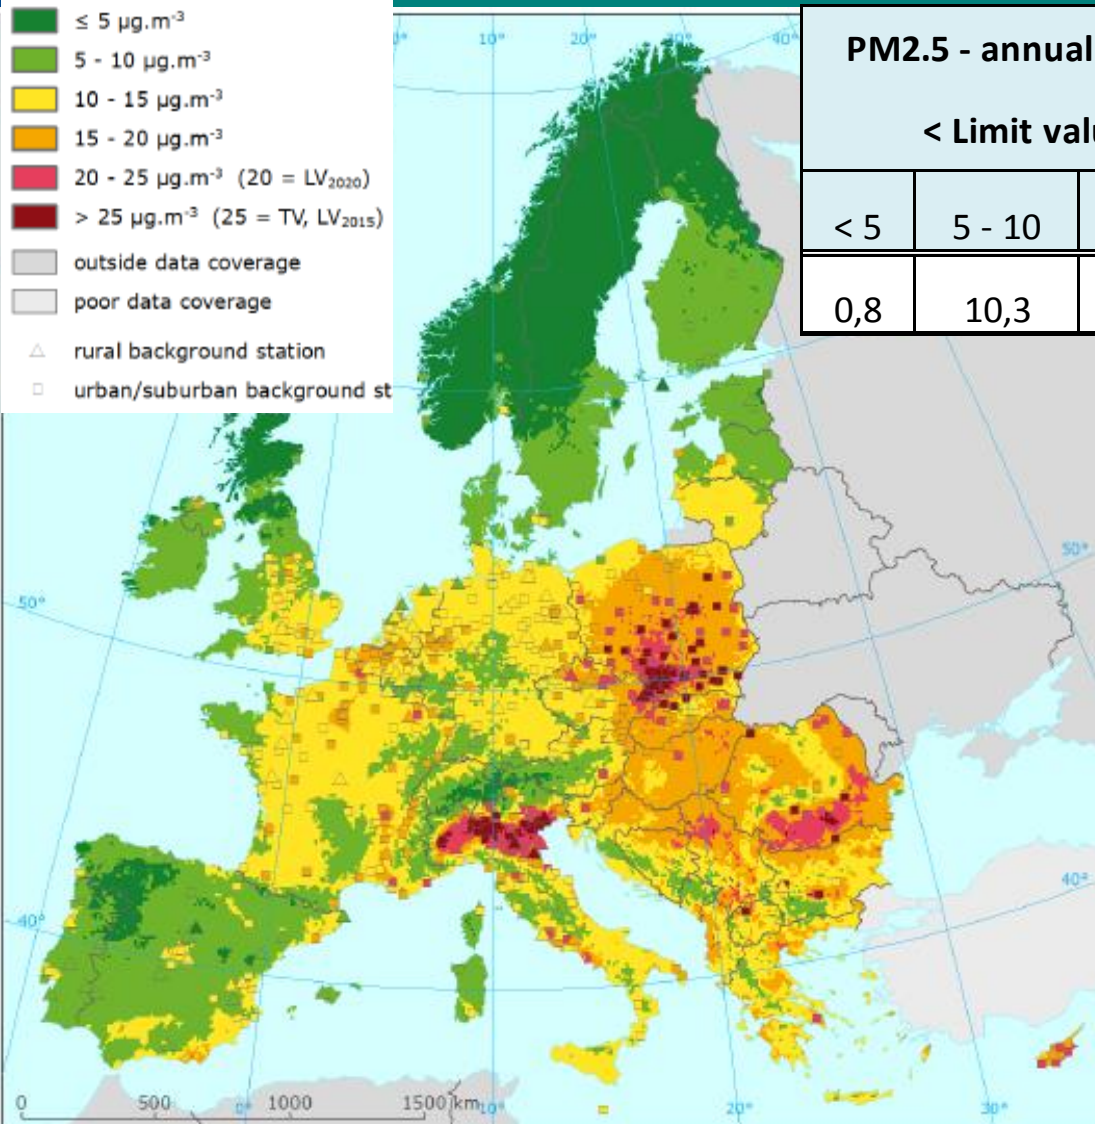 ≤ 5 µg.m-3
5 - 10 µg.m-3
10 - 15 µg.m-3
15 - 20 µg.m-3
20 - 25 µg.m-3 (20 = LV2020)
> 25 µg.m-3 (25 = TV, LV2015)
outside data coverage
poor data coverage
rural background station
urban/suburban background st
PM2.5 - annual
< Limit valu
< 5
5 - 10
0,8
10,3
0°
10°
20°
30°
40°
50°
50°
40°
40°
0
500
1000
1500 km
0°
10°
20°
30°